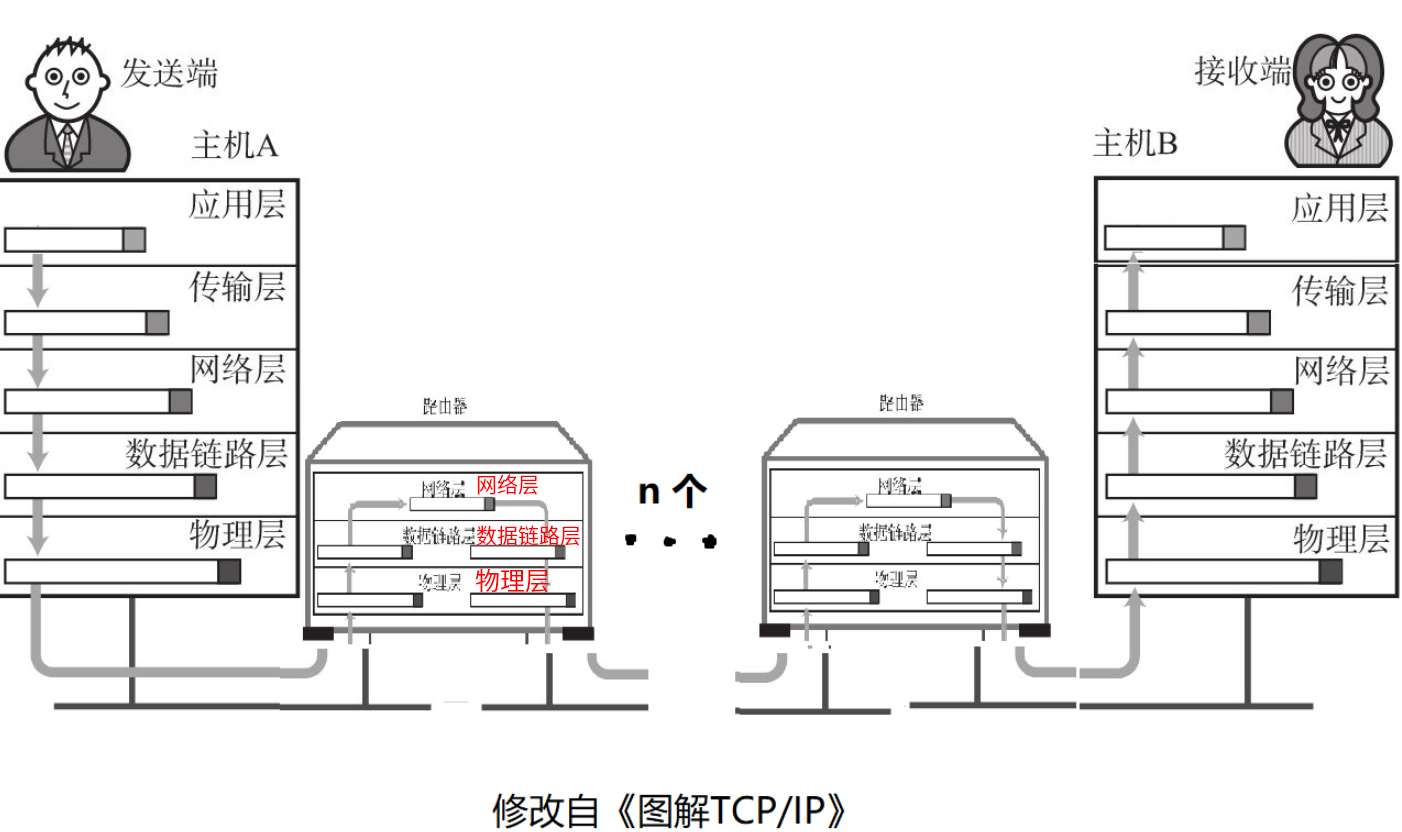 发送端
主机A
应用层
传输层
网络层
数据链路层
物理层
路由器
网络层 网络层
数据链路层 数据链路层
物理层 物理层
n 个
路由器
网络层
数据链路层
物理层
接收端
主机B
应用层
传输层
网络层
数据链路层
物理层
修改自《图解TCP/IP》